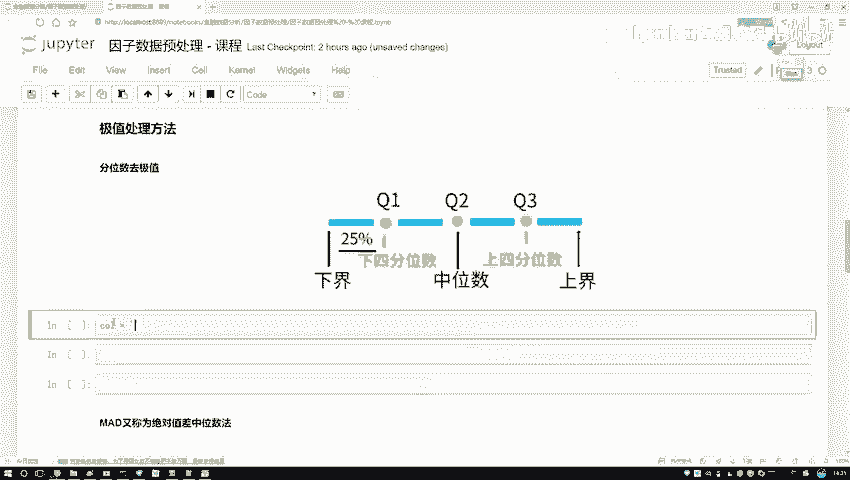 jupyter 因子数据预处理 - 课程 Last Checkpoint: 2 hours ago (unsaved changes)
Logout
File Edit View Insert Cell Kernel Widgets Help
Trusted
Code
极值处理方法
分位数去极值
Q1 Q2 Q3
25%
下四分位数 上四分位数
下界 中位数 上界
In [ ]: col =
In [ ]:
In [ ]:
MAD又称为绝对值差中位数法